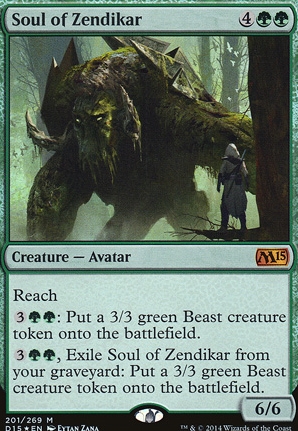 Soul of Zendikar 4
Creature — Avatar M15
Reach
3: Put a 3/3 green Beast creature
token onto the battlefield.
3, Exile Soul of Zendikar from
your graveyard: Put a 3/3 green Beast
creature token onto the battlefield.
201/269 M
D15 ★ EN Eytan Zana
™ & © 2014 Wizards of the Coast
6/6